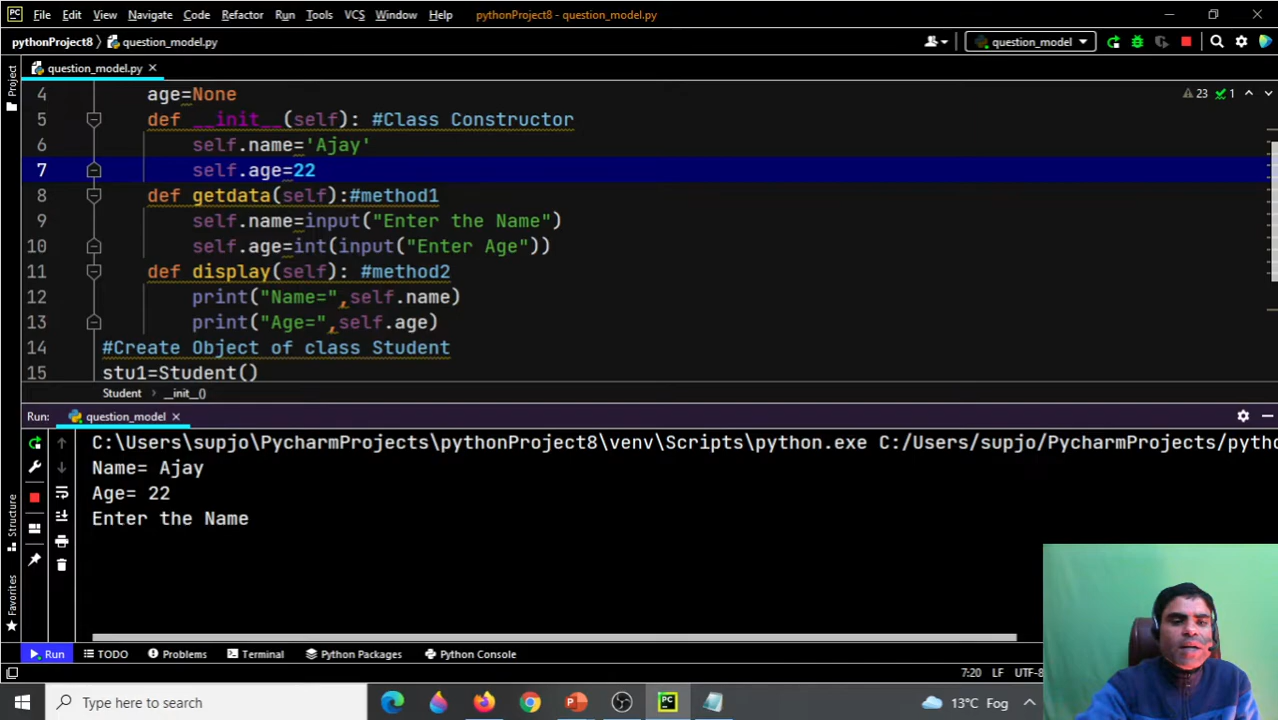 PC File Edit View Navigate Code Refactor Run Tools VCS Window Help pythonProject8 - question_model.py
pythonProject8 question_model.py question_model
Project
question_model.py
4 age=None 23 1
5 def __init__(self): #Class Constructor
6 self.name='Ajay'
7 self.age=22
8 def getdata(self):#method1
9 self.name=input("Enter the Name")
10 self.age=int(input("Enter Age"))
11 def display(self): #method2
12 print("Name=",self.name)
13 print("Age=",self.age)
14 #Create Object of class Student
15 stu1=Student()
Student __init__()
Run: question_model
C:\Users\supjo\PycharmProjects\pythonProject8\venv\Scripts\python.exe C:/Users/supjo/PycharmProjects/pytho
Name= Ajay
Age= 22
Enter the Name
Structure
Favorites
Run TODO Problems Terminal Python Packages Python Console
7:20 LF UTF-8
Type here to search PC 13°C Fog